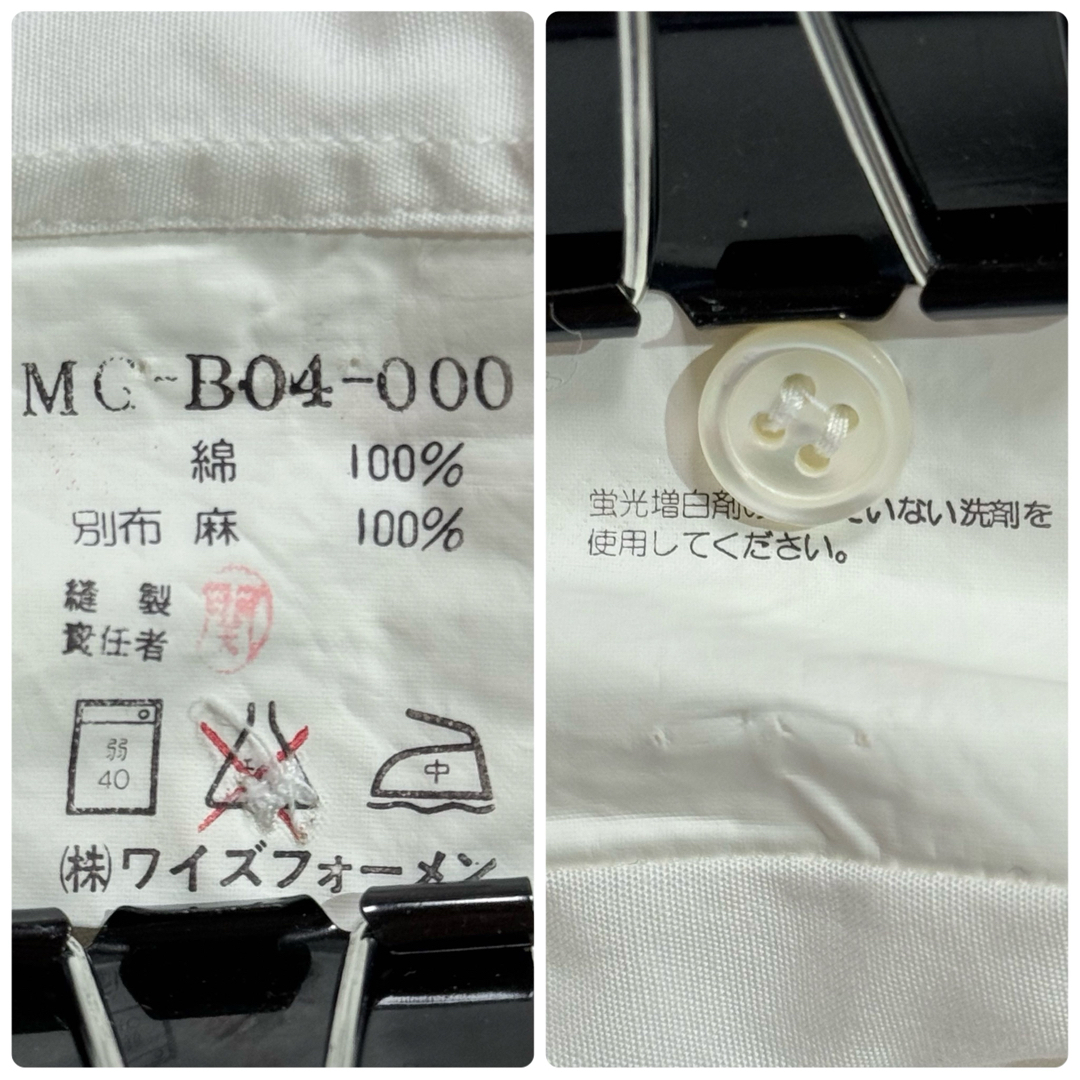 MC-B04-000
綿 100%
別布 麻 100%
縫製
責任者
弱
40
中
(株)ワイズフォーメン
蛍光増白剤の いない洗剤を
使用してください。